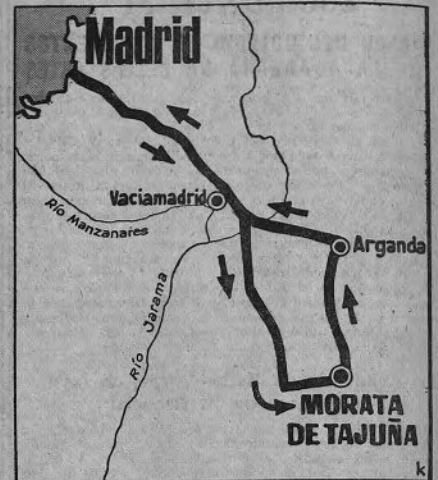 Madrid
Vaciamadrid
Río Manzanares
Arganda
Río Jarama
MORATA
DE TAJUÑA
k